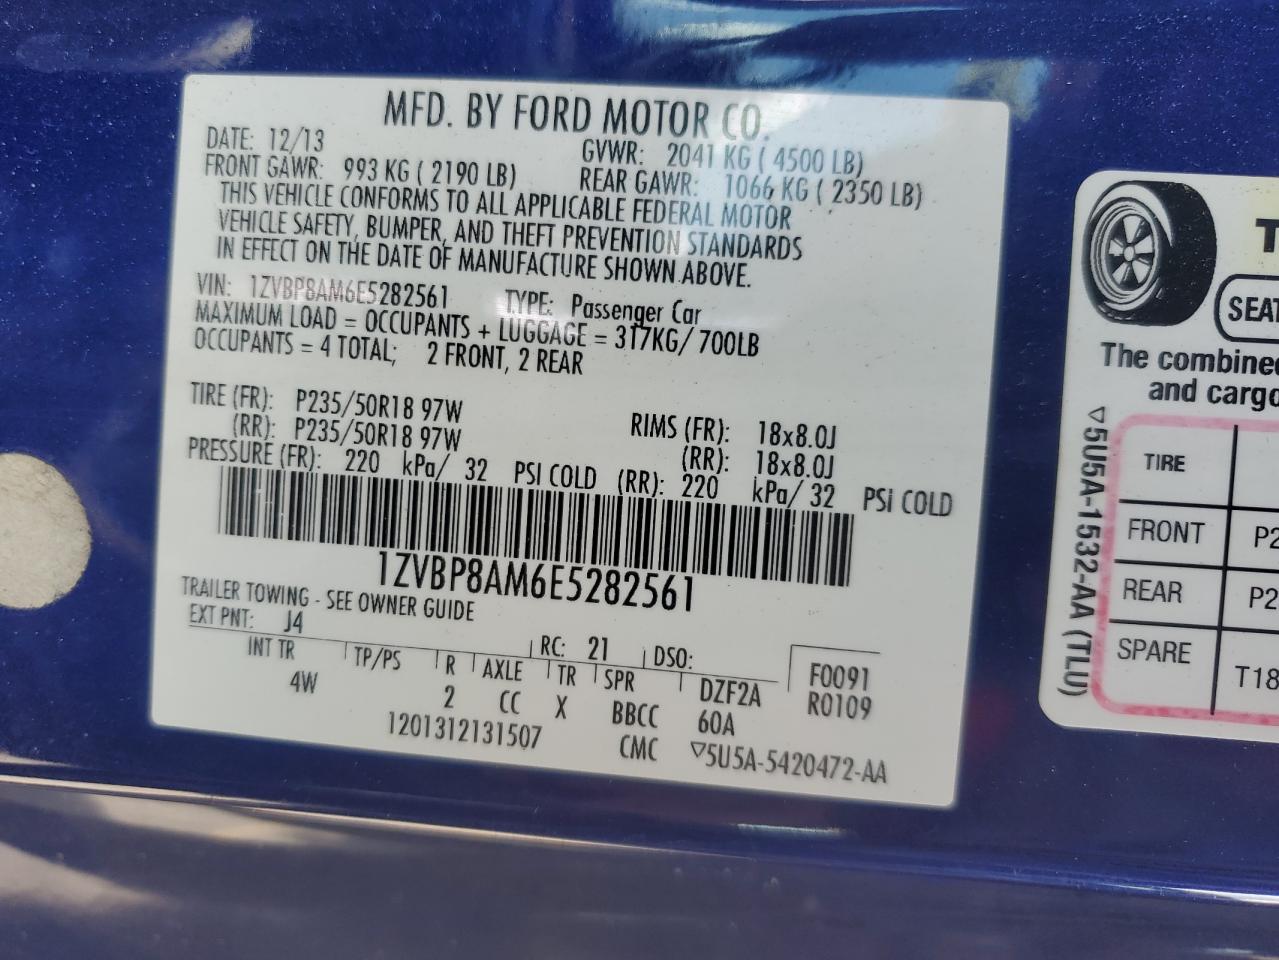 MFD. BY FORD MOTOR CO.
DATE: 12/13 GVWR: 2041 KG ( 4500 LB)
FRONT GAWR: 993 KG ( 2190 LB) REAR GAWR: 1066 KG ( 2350 LB)
THIS VEHICLE CONFORMS TO ALL APPLICABLE FEDERAL MOTOR
VEHICLE SAFETY, BUMPER, AND THEFT PREVENTION STANDARDS
IN EFFECT ON THE DATE OF MANUFACTURE SHOWN ABOVE.
VIN: 1ZVBP8AM6E5282561 TYPE: Passenger Car
MAXIMUM LOAD = OCCUPANTS + LUGGAGE = 317KG/ 700LB
OCCUPANTS = 4 TOTAL; 2 FRONT, 2 REAR
TIRE (FR): P235/50R18 97W RIMS (FR): 18x8.0J
(RR): P235/50R18 97W (RR): 18x8.0J
PRESSURE (FR): 220 kPa/ 32 PSI COLD (RR): 220 kPa/ 32 PSI COLD
1ZVBP8AM6E5282561
TRAILER TOWING - SEE OWNER GUIDE
EXT PNT: J4 RC: 21 DSO:
INT TR TP/PS R AXLE TR SPR DZF2A F0091
4W 2 CC X BBCC 60A R0109
1201312131507 CMC ▽5U5A-5420472-AA
T
SEAT
The combine
and cargo
TIRE
FRONT P2
REAR P2
SPARE T18
▽5U5A-1532-AA (TLU)